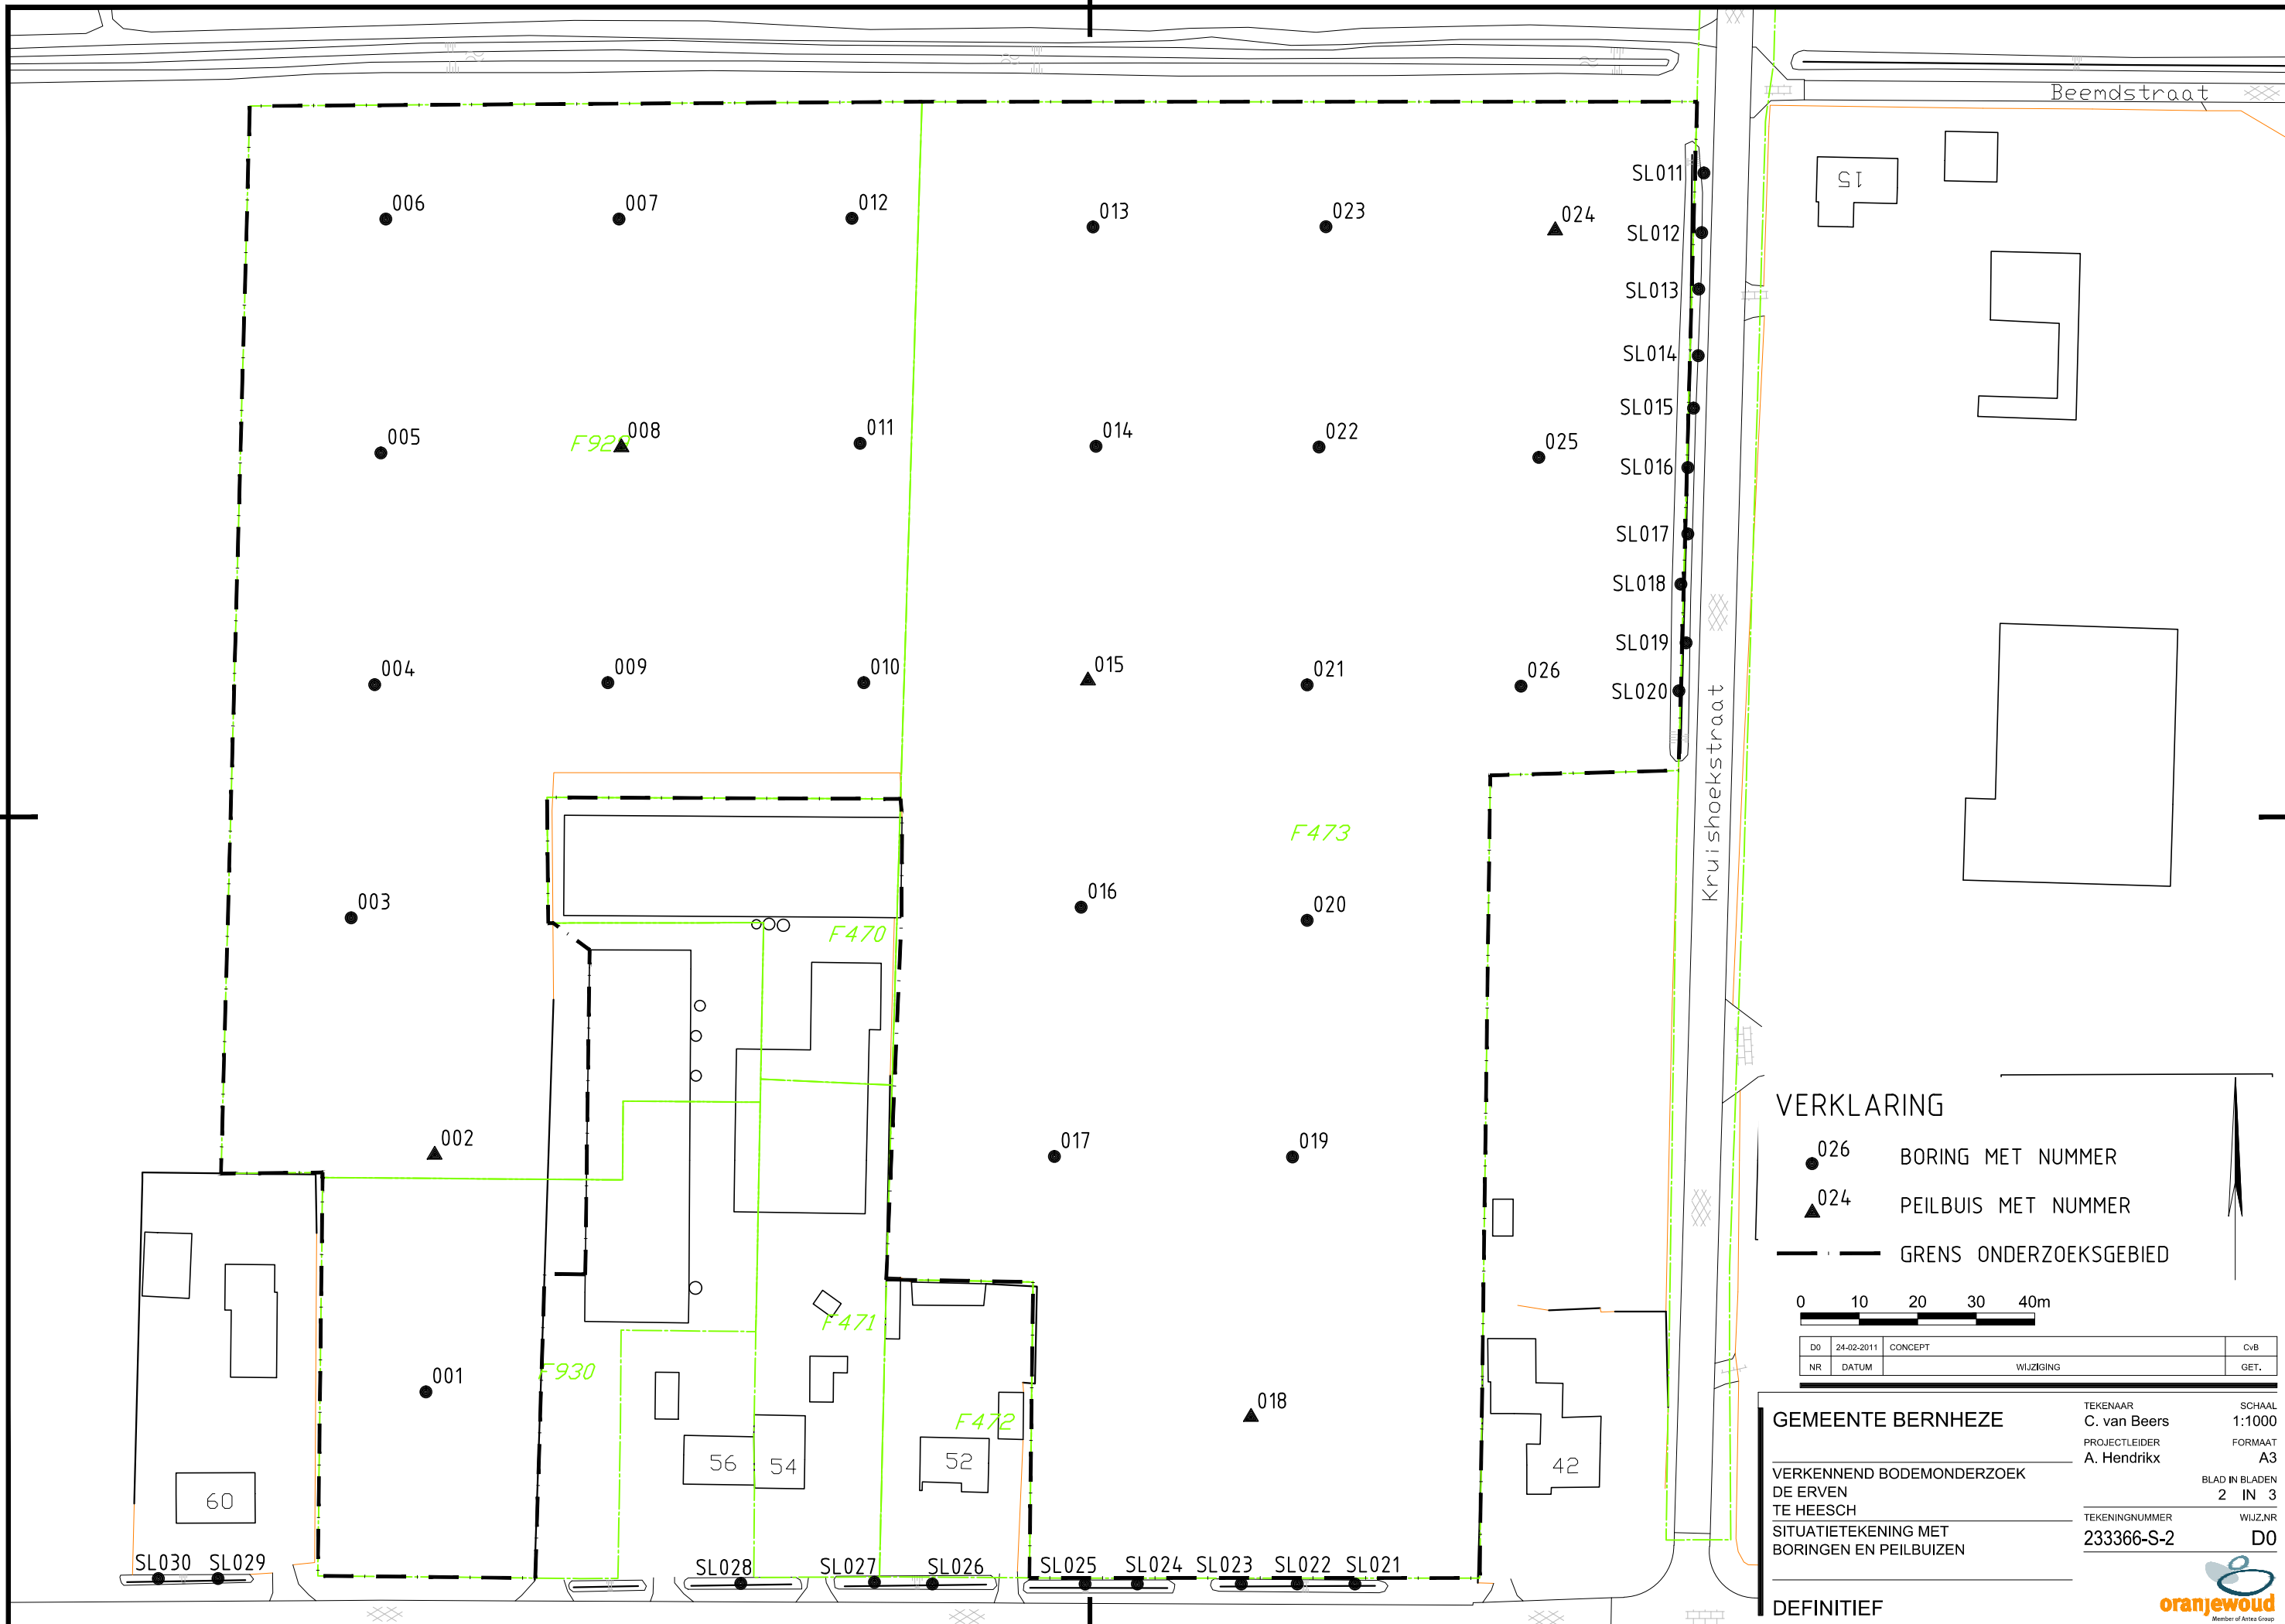 Beemdstraat
SL011
15
006
007
012
013
023
024
SL012
SL013
SL014
SL015
005
F929
008
011
014
022
025
SL016
SL017
SL018
SL019
004
009
010
015
021
026
SL020
Kruishoekstraat
F473
003
016
020
F470
002
017
019
001
F930
F471
F472
018
60
56
54
52
42
SL030
SL029
SL028
SL027
SL026
SL025
SL024
SL023
SL022
SL021
VERKLARING
026 BORING MET NUMMER
024 PEILBUIS MET NUMMER
GRENS ONDERZOEKSGEBIED
0 10 20 30 40m
D0 24-02-2011 CONCEPT CvB
NR DATUM WIJZIGING GET.
GEMEENTE BERNHEZE
TEKENAAR
C. van Beers
SCHAAL
1:1000
PROJECTLEIDER
A. Hendrikx
FORMAAT
A3
VERKENNEND BODEMONDERZOEK
DE ERVEN
TE HEESCH
BLAD IN BLADEN
2 IN 3
SITUATIETEKENING MET
BORINGEN EN PEILBUIZEN
TEKENINGNUMMER
233366-S-2
WIJZ.NR
D0
DEFINITIEF
oranjewoud
Member of Antea Group